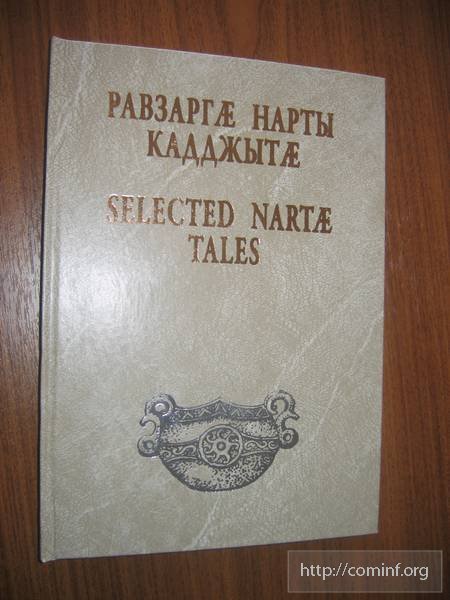 РАВЗАРГÆ НАРТЫ
КАДДЖЫТÆ
SELECTED NARTÆ
TALES
http://cominf.org